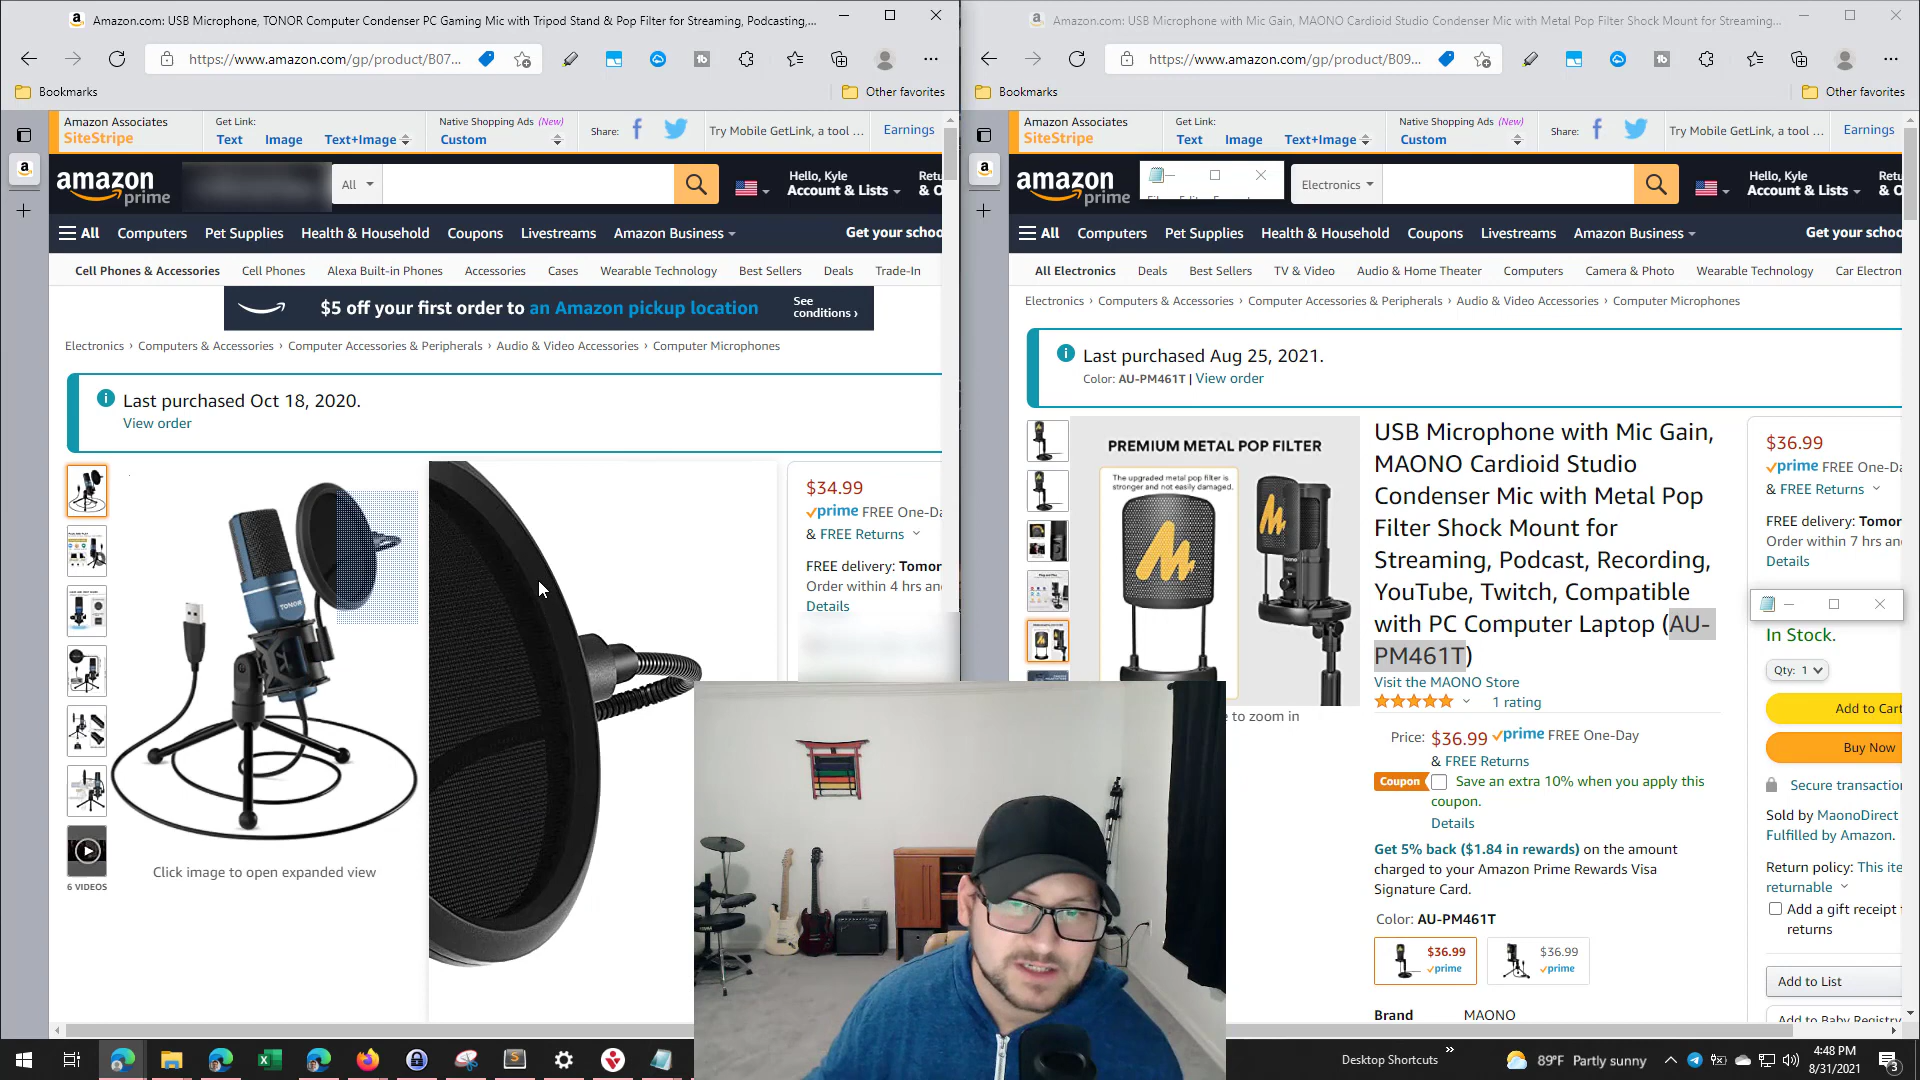 Amazon.com: USB Microphone, TONOR Computer Condenser PC Gaming Mic with Tripod Stand & Pop Filter for Streaming, Podcasting,...
https://www.amazon.com/gp/product/B07...
Bookmarks
Other favorites
Amazon Associates
SiteStripe
Get Link:
Text Image Text+Image
Native Shopping Ads (New)
Custom
Share:
Try Mobile GetLink, a tool ...
Earnings
amazon
prime
All
Hello, Kyle
Account & Lists
Retu
& O
All Computers Pet Supplies Health & Household Coupons Livestreams Amazon Business
Get your schoo
Cell Phones & Accessories Cell Phones Alexa Built-in Phones Accessories Cases Wearable Technology Best Sellers Deals Trade-In
$5 off your first order to an Amazon pickup location
See
conditions ›
Electronics › Computers & Accessories › Computer Accessories & Peripherals › Audio & Video Accessories › Computer Microphones
Last purchased Oct 18, 2020.
View order
TONOR
$34.99
prime FREE One-Da
& FREE Returns
FREE delivery: Tomor
Order within 4 hrs and
Details
6 VIDEOS
Click image to open expanded view
Amazon.com: USB Microphone with Mic Gain, MAONO Cardioid Studio Condenser Mic with Metal Pop Filter Shock Mount for Streaming...
https://www.amazon.com/gp/product/B09...
Bookmarks
Other favorites
Amazon Associates
SiteStripe
Get Link:
Text Image Text+Image
Native Shopping Ads (New)
Custom
Share:
Try Mobile GetLink, a tool ...
Earnings
amazon
prime
Electronics
Hello, Kyle
Account & Lists
Retu
& O
All Computers Pet Supplies Health & Household Coupons Livestreams Amazon Business
Get your schoo
All Electronics Deals Best Sellers TV & Video Audio & Home Theater Computers Camera & Photo Wearable Technology Car Electron
Electronics › Computers & Accessories › Computer Accessories & Peripherals › Audio & Video Accessories › Computer Microphones
Last purchased Aug 25, 2021.
Color: AU-PM461T | View order
PREMIUM METAL POP FILTER
The upgraded metal pop filter is
stronger and not easily damaged.
e to zoom in
USB Microphone with Mic Gain,
MAONO Cardioid Studio
Condenser Mic with Metal Pop
Filter Shock Mount for
Streaming, Podcast, Recording,
YouTube, Twitch, Compatible
with PC Computer Laptop (AU-
PM461T)
Visit the MAONO Store
1 rating
Price: $36.99 prime FREE One-Day
& FREE Returns
Coupon Save an extra 10% when you apply this
coupon.
Details
Get 5% back ($1.84 in rewards) on the amount
charged to your Amazon Prime Rewards Visa
Signature Card.
Color: AU-PM461T
$36.99
prime
$36.99
prime
Brand MAONO
$36.99
prime FREE One-Da
& FREE Returns
FREE delivery: Tomor
Order within 7 hrs and
Details
In Stock.
Qty: 1
Add to Cart
Buy Now
Secure transaction
Sold by MaonoDirect
Fulfilled by Amazon.
Return policy: This ite
returnable
Add a gift receipt f
returns
Add to List
Add to Baby Registry
Desktop Shortcuts
89°F Partly sunny
4:48 PM
8/31/2021
3